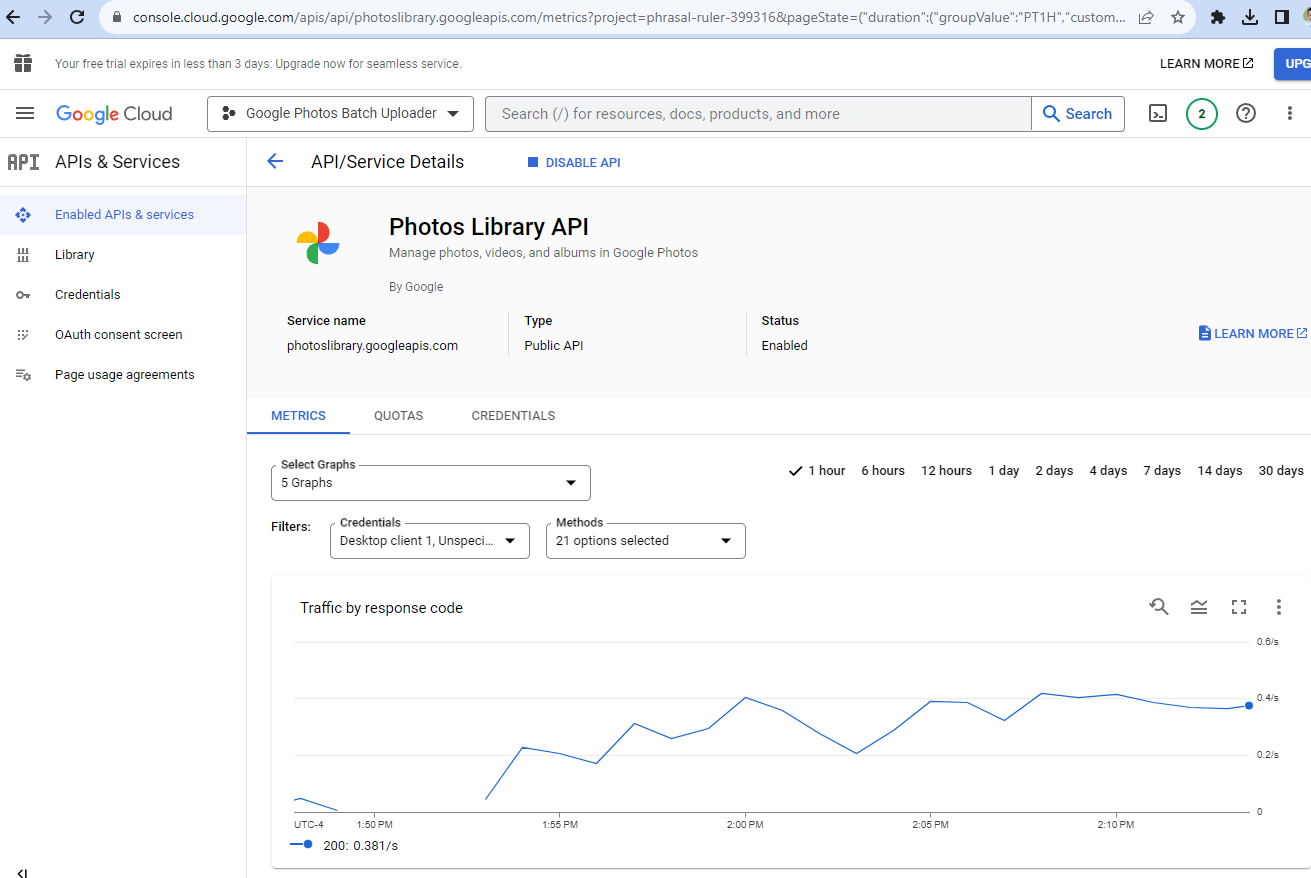 console.cloud.google.com/apis/api/photoslibrary.googleapis.com/metrics?project=phrasal-ruler-399316&pageState=("duration":("groupValue":"PT1H","custom...
Your free trial expires in less than 3 days: Upgrade now for seamless service.
LEARN MORE
UPG
Google Cloud
Google Photos Batch Uploader
Search (/) for resources, docs, products, and more
Search
2
API APIs & Services
API/Service Details
DISABLE API
Enabled APIs & services
Library
Credentials
OAuth consent screen
Page usage agreements
Photos Library API
Manage photos, videos, and albums in Google Photos
By Google
Service name
photoslibrary.googleapis.com
Type
Public API
Status
Enabled
LEARN MORE
METRICS
QUOTAS
CREDENTIALS
Select Graphs
5 Graphs
1 hour 6 hours 12 hours 1 day 2 days 4 days 7 days 14 days 30 days
Filters:
Credentials
Desktop client 1, Unspeci...
Methods
21 options selected
Traffic by response code
0.6/s
0.4/s
0.2/s
0
UTC-4 1:50 PM 1:55 PM 2:00 PM 2:05 PM 2:10 PM
200: 0.381/s